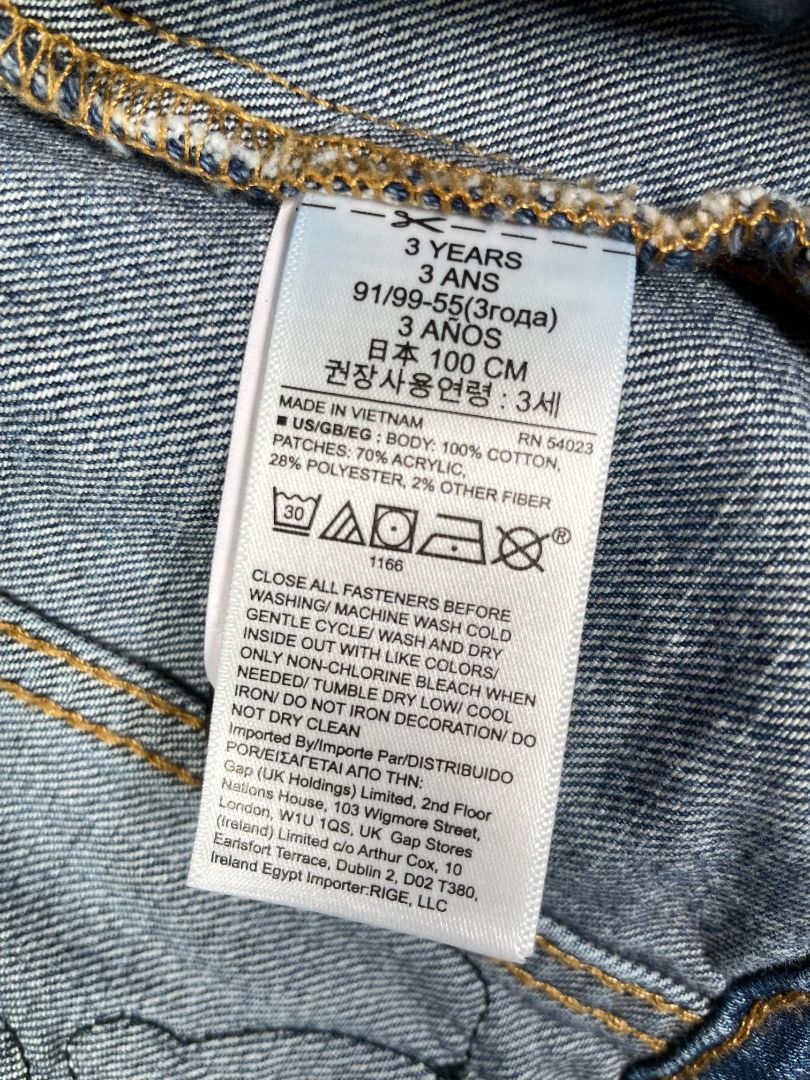 3 YEARS
3 ANS
91/99-55(3года)
3 AÑOS
日本 100 CM
권장사용연령 : 3세
MADE IN VIETNAM RN 54023
■ US/GB/EG : BODY: 100% COTTON,
PATCHES: 70% ACRYLIC,
28% POLYESTER, 2% OTHER FIBER
30 ®
1166
CLOSE ALL FASTENERS BEFORE
WASHING/ MACHINE WASH COLD
GENTLE CYCLE/ WASH AND DRY
INSIDE OUT WITH LIKE COLORS/
ONLY NON-CHLORINE BLEACH WHEN
NEEDED/ TUMBLE DRY LOW/ COOL
IRON/ DO NOT IRON DECORATION/ DO
NOT DRY CLEAN
Imported By/Importe Par/DISTRIBUIDO
POR/ΕΙΣΑΓΕΤΑΙ ΑΠΟ ΤΗΝ:
Gap (UK Holdings) Limited, 2nd Floor
Nations House, 103 Wigmore Street,
London, W1U 1QS, UK Gap Stores
(Ireland) Limited c/o Arthur Cox, 10
Earlsfort Terrace, Dublin 2, D02 T380,
Ireland Egypt Importer:RIGE, LLC